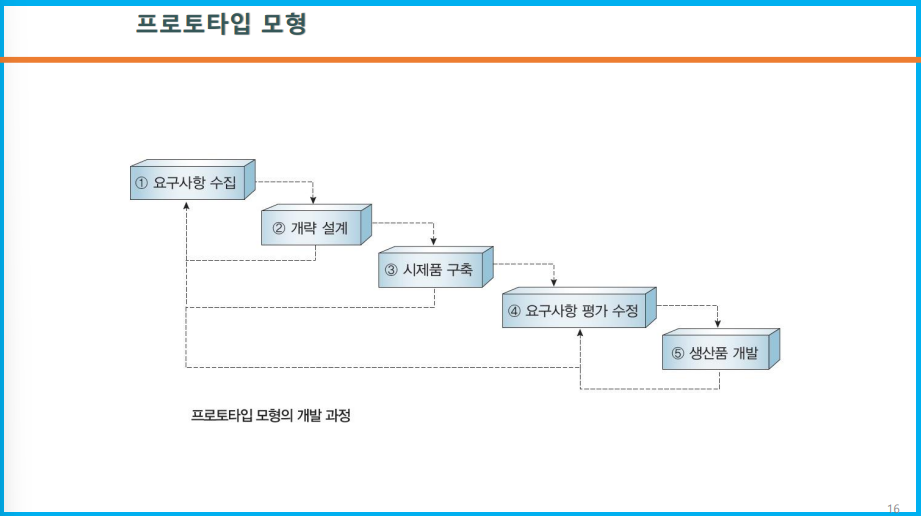 프로토타입 모형
① 요구사항 수집
② 개략 설계
③ 시제품 구축
④ 요구사항 평가 수정
⑤ 생산품 개발
프로토타입 모형의 개발 과정
16